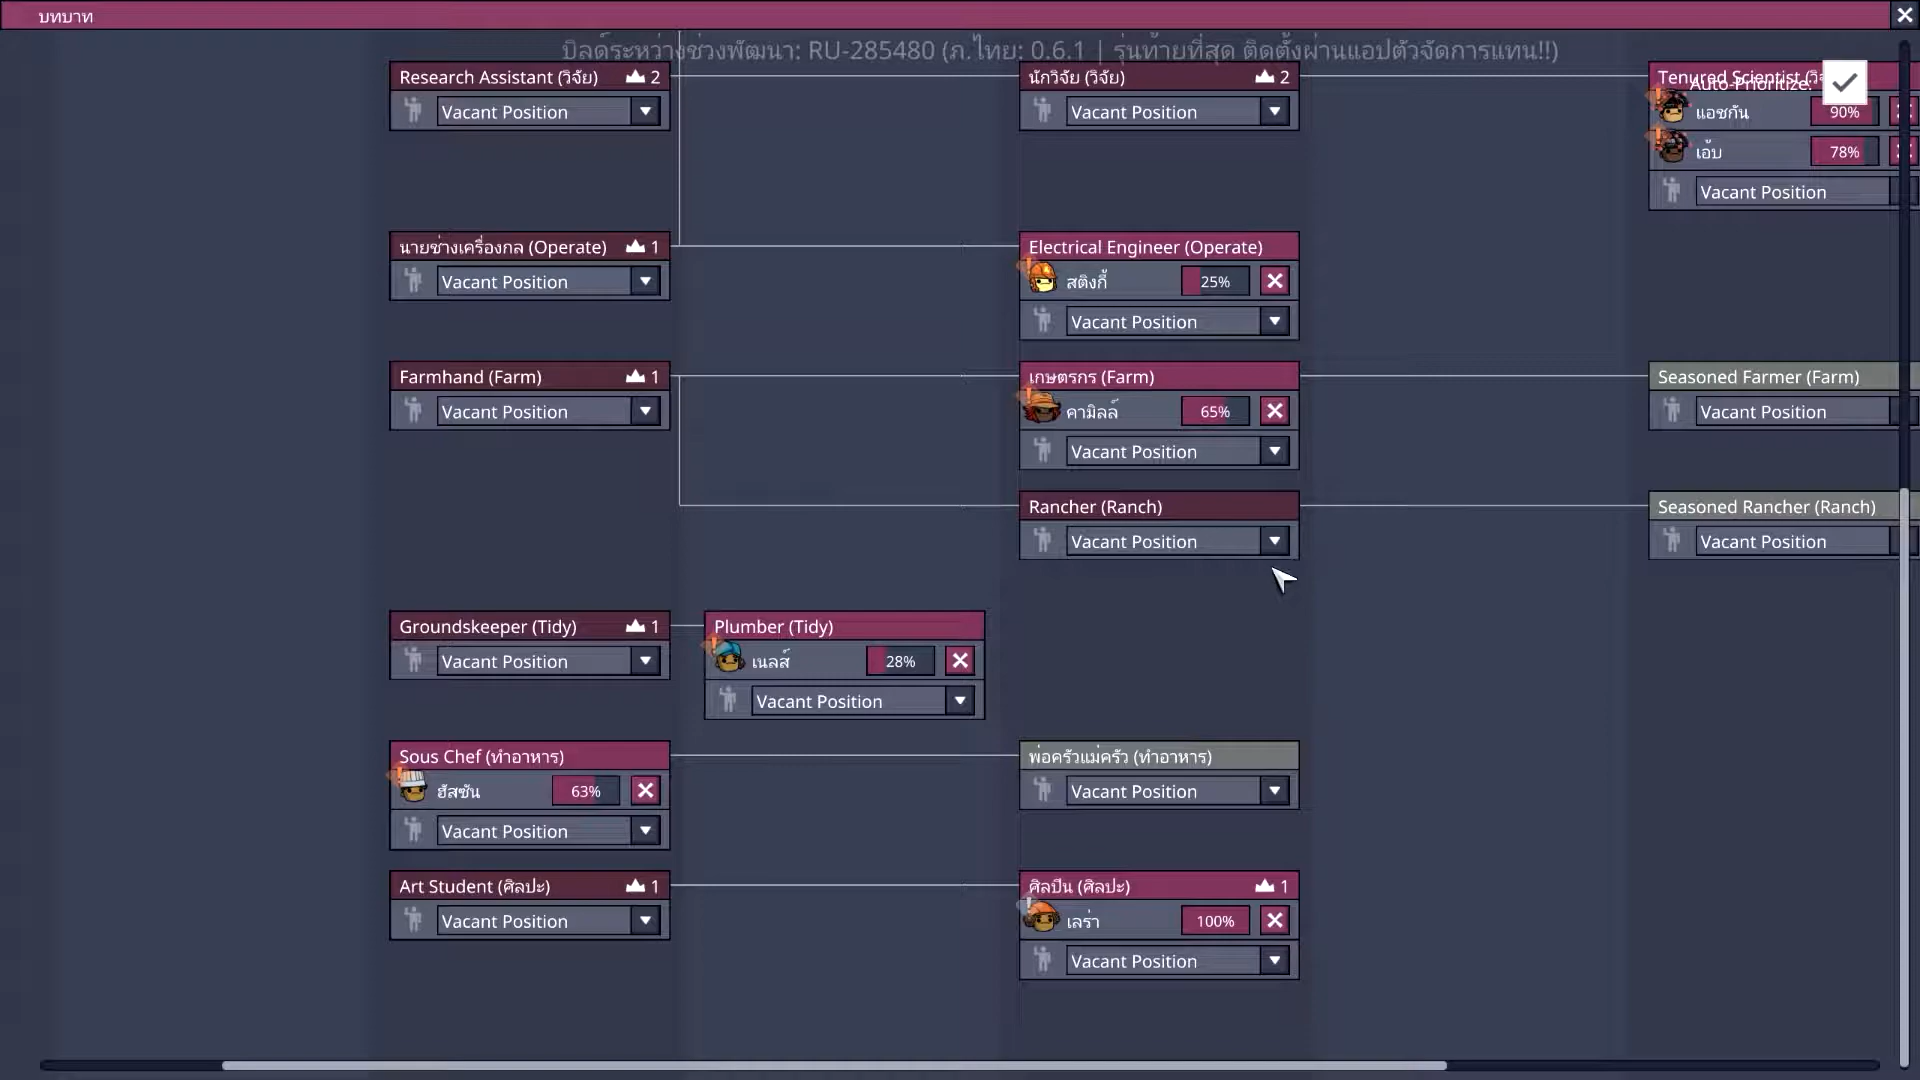 บทบาท
บิลด์ระหว่างช่วงพัฒนา: RU-285480 (ภ.ไทย: 0.6.1 | รุ่นท้ายที่สุด ติดตั้งผ่านแอปตัวจัดการแทน!!)
Research Assistant (วิจัย) 2
Vacant Position
นักวิจัย (วิจัย) 2
Vacant Position
Tenured Scientist
Auto-Prioritize:
แอชกัน 90%
เอ้บ 78%
Vacant Position
นายช่างเครื่องกล (Operate) 1
Vacant Position
Electrical Engineer (Operate)
สติงกี้ 25%
Vacant Position
Farmhand (Farm) 1
Vacant Position
เกษตรกร (Farm)
คามิลล์ 65%
Vacant Position
Seasoned Farmer (Farm)
Vacant Position
Rancher (Ranch)
Vacant Position
Seasoned Rancher (Ranch)
Vacant Position
Groundskeeper (Tidy) 1
Vacant Position
Plumber (Tidy)
เนลส์ 28%
Vacant Position
Sous Chef (ทำอาหาร)
ฮัสซัน 63%
Vacant Position
พ่อครัวแม่ครัว (ทำอาหาร)
Vacant Position
Art Student (ศิลปะ) 1
Vacant Position
ศิลปิน (ศิลปะ) 1
เลร่า 100%
Vacant Position